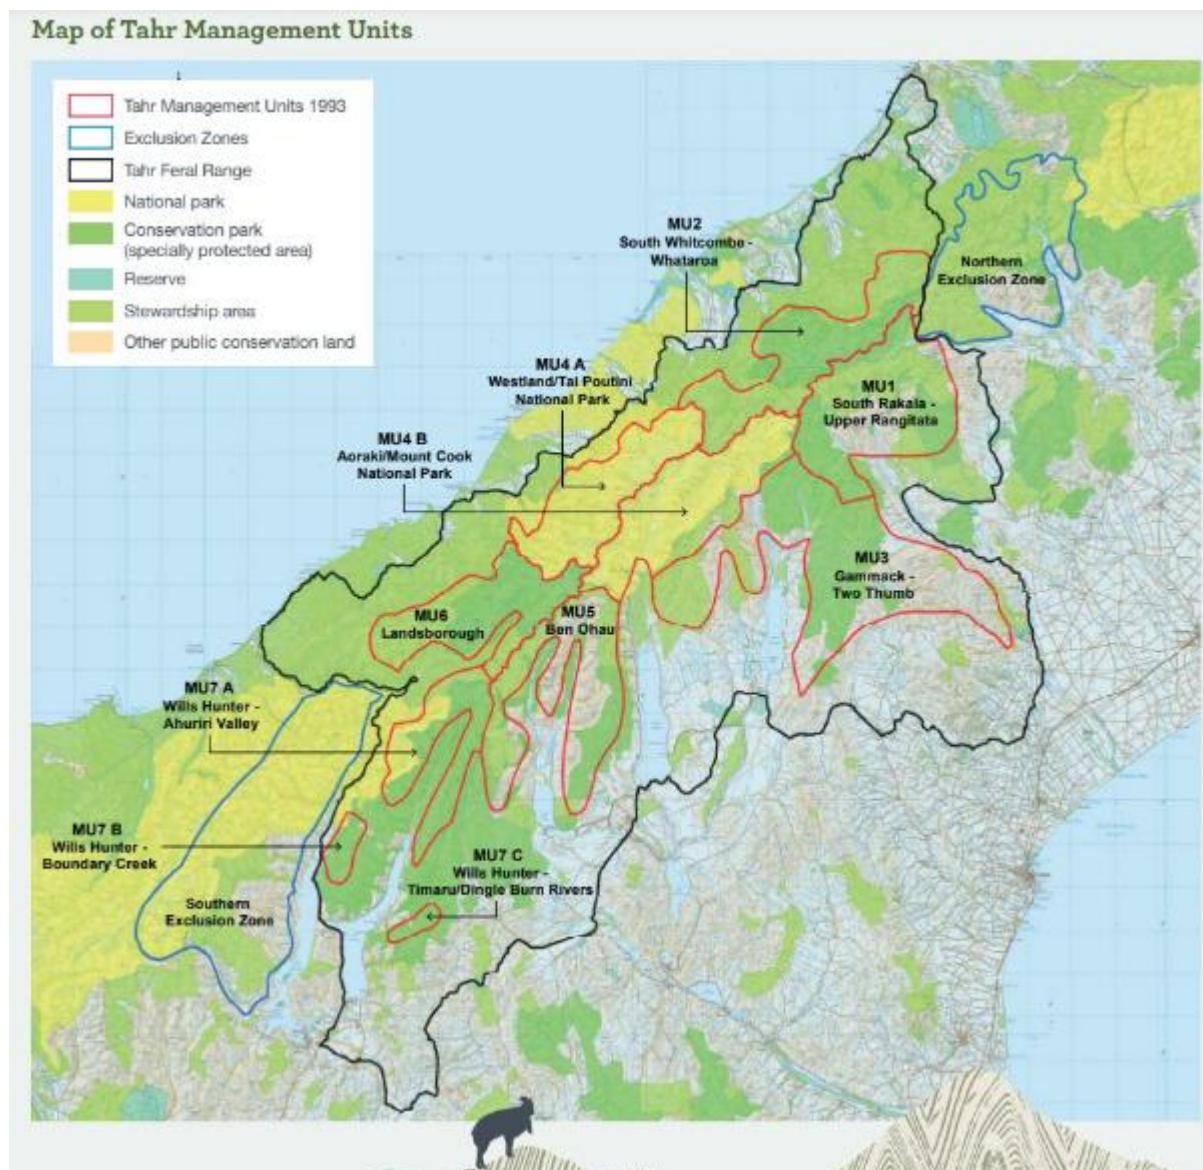 Map of Tahr Management Units
Tahr Management Units 1993
Exclusion Zones
Tahr Feral Range
National park
Conservation park
(specially protected area)
Reserve
Stewardship area
Other public conservation land
MU2
South Whitcombe -
Whataroa
Northern
Exclusion Zone
MU4 A
Westland/Tai Poutini
National Park
MU1
South Rakaia -
Upper Rangitata
MU4 B
Aoraki/Mount Cook
National Park
MU3
Gammack -
Two Thumb
MU6
Landsborough
MU5
Ben Ohau
MU7 A
Wills Hunter -
Ahuriri Valley
MU7 B
Wills Hunter -
Boundary Creek
MU7 C
Wills Hunter -
Timaru/Dingle Burn Rivers
Southern
Exclusion Zone